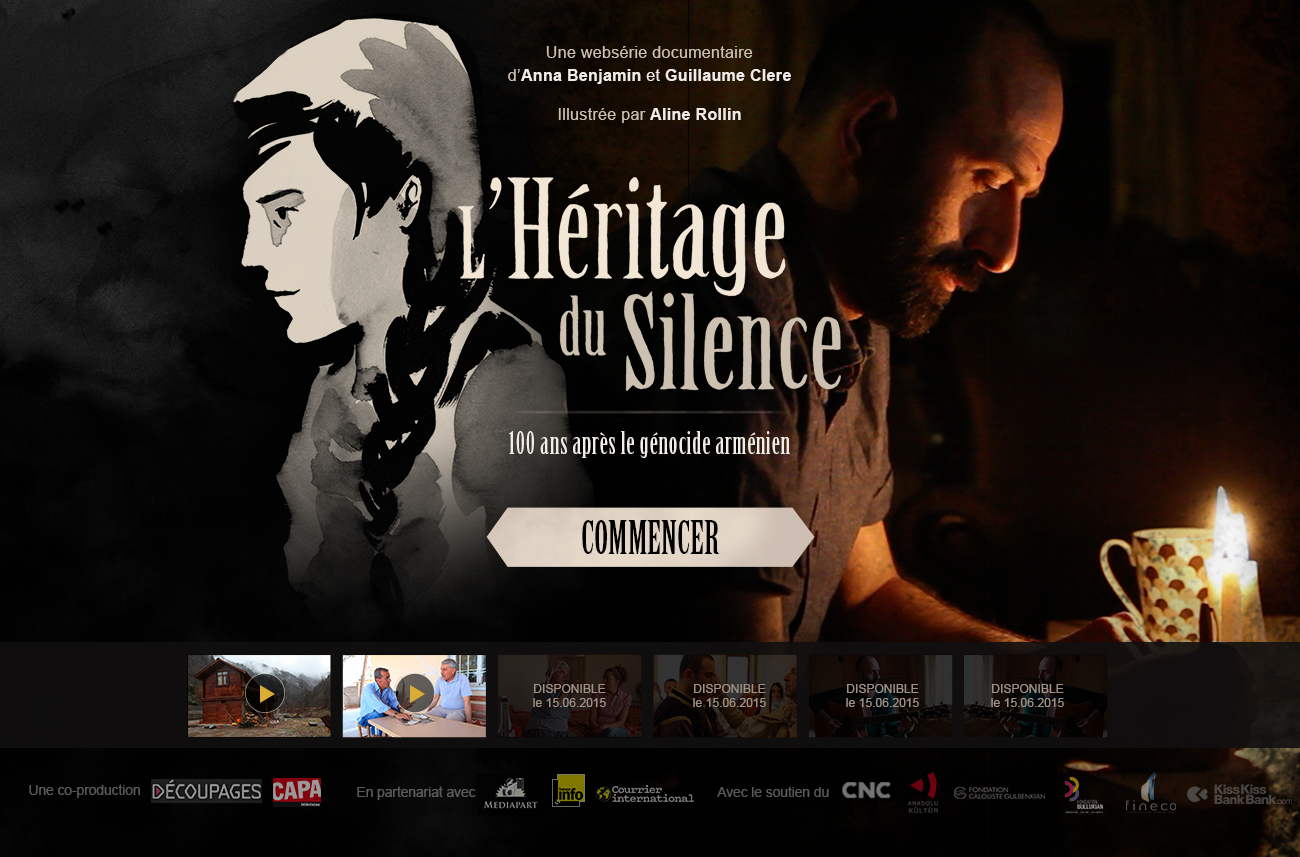 Une websérie documentaire
d'Anna Benjamin et Guillaume Clere
Illustrée par Aline Rollin
L'Héritage
du Silence
100 ans après le génocide arménien
COMMENCER
DISPONIBLE
le 15.06.2015
DISPONIBLE
le 15.06.2015
DISPONIBLE
le 15.06.2015
DISPONIBLE
le 15.06.2015
Une co-production
DÉCOUPAGES
CAPA
En partenariat avec
MEDIAPART
info
Courrier
international
Avec le soutien du
CNC
ANADOLU
KÜLTÜR
FONDATION
CALOUSTE GULBENKIAN
FONDATION
BULLUKIAN
fineco
KissKiss
BankBank.com